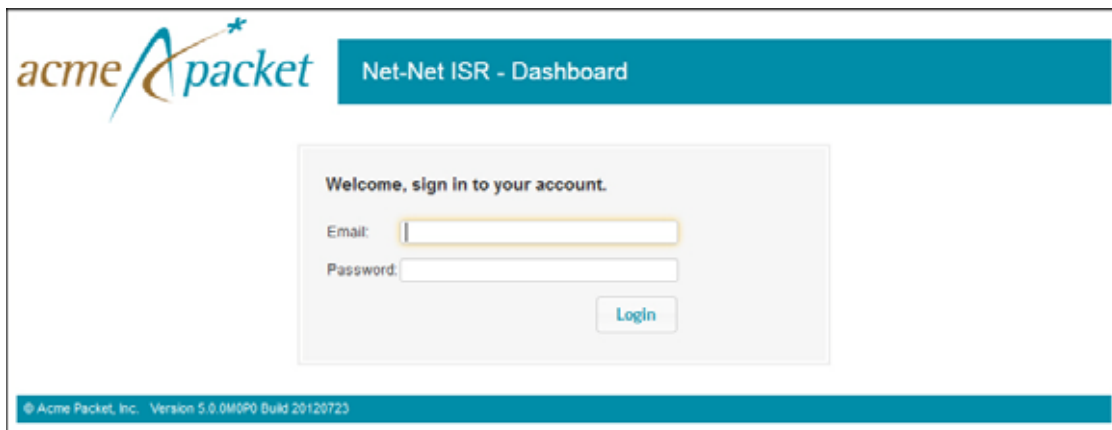 acme packet
Net-Net ISR - Dashboard
Welcome, sign in to your account.
Email:
Password:
Login
© Acme Packet, Inc. Version 5.0.0M0P0 Build 20120723